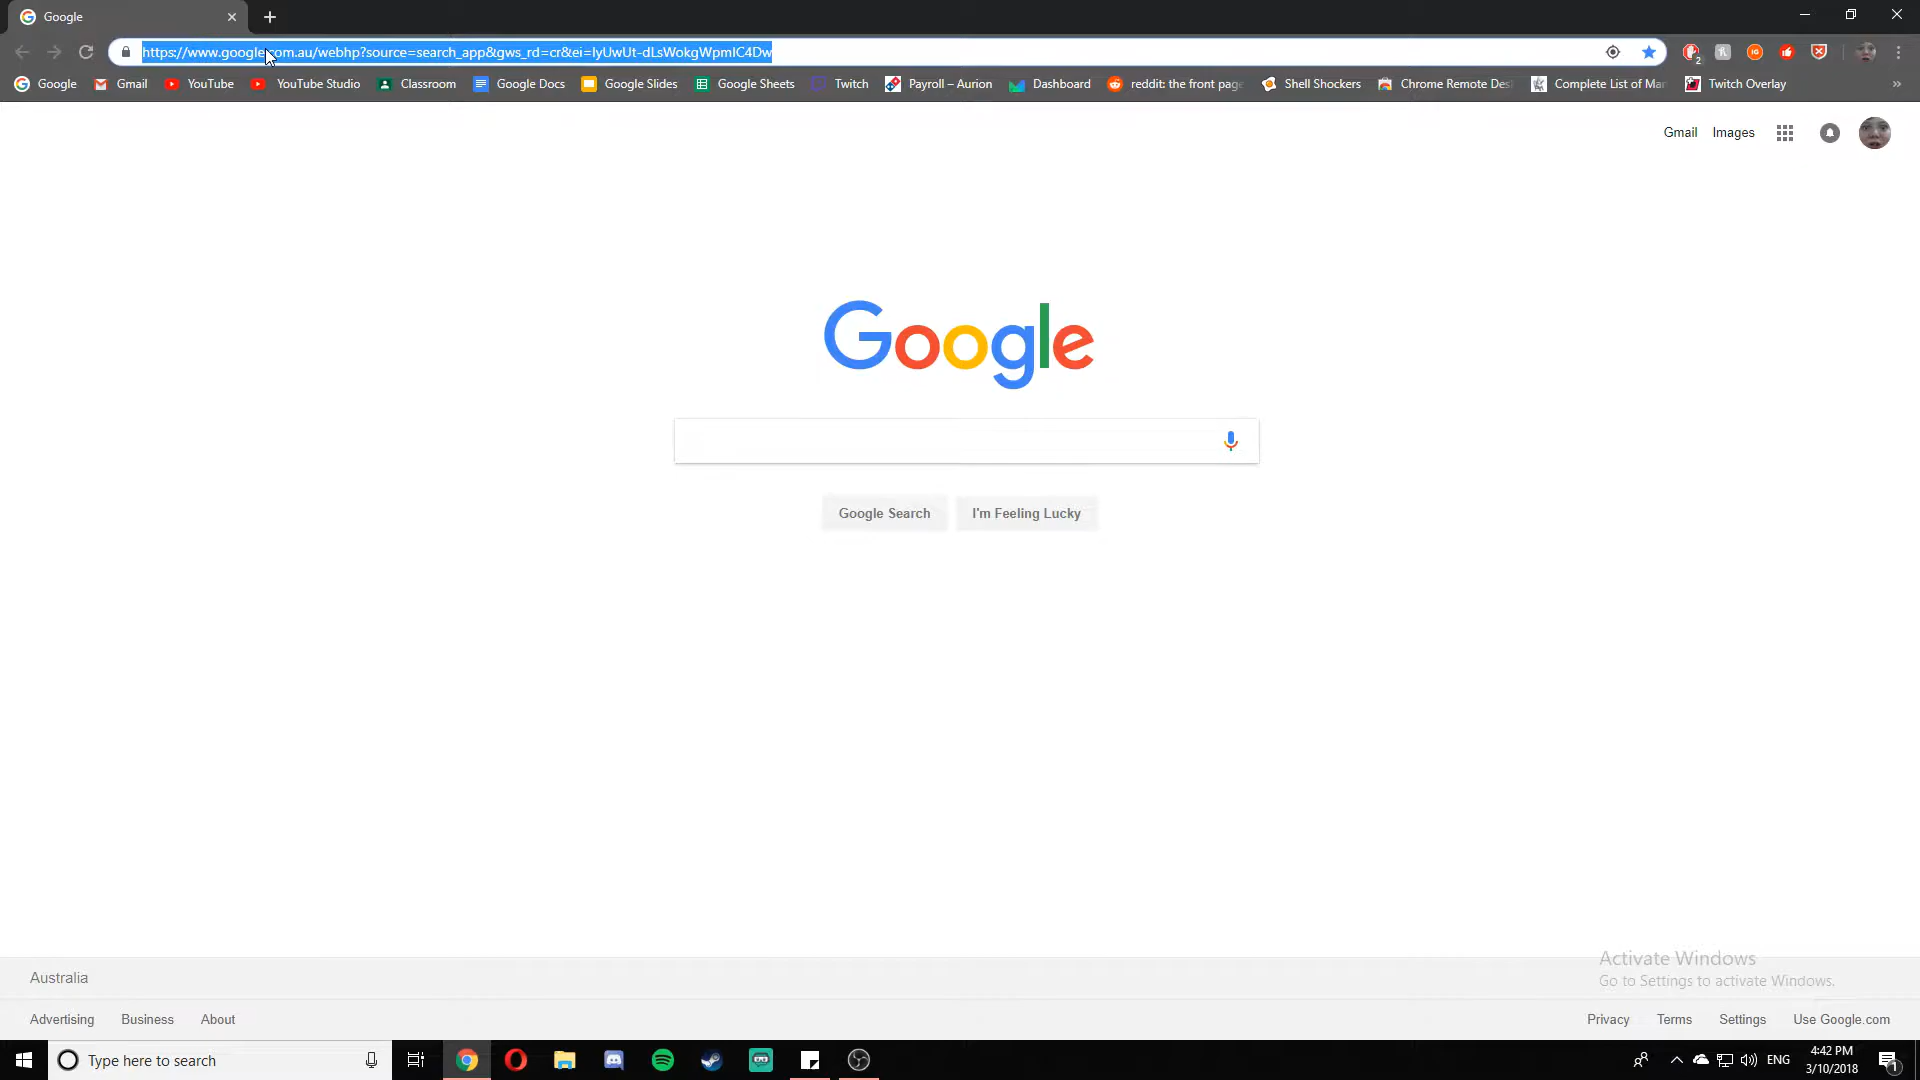 Google
https://www.google.com.au/webhp?source=search_app&gws_rd=cr&ei=IyUwUt-dLsWokgWpmIC4Dw
2
Google Gmail YouTube YouTube Studio Classroom Google Docs Google Slides Google Sheets Twitch Payroll – Aurion Dashboard reddit: the front page Shell Shockers Chrome Remote Des Complete List of Mar Twitch Overlay »
Gmail Images
Google
Google Search I'm Feeling Lucky
Activate Windows
Go to Settings to activate Windows.
Australia
Advertising Business About Privacy Terms Settings Use Google.com
Type here to search ENG 4:42 PM
3/10/2018 1